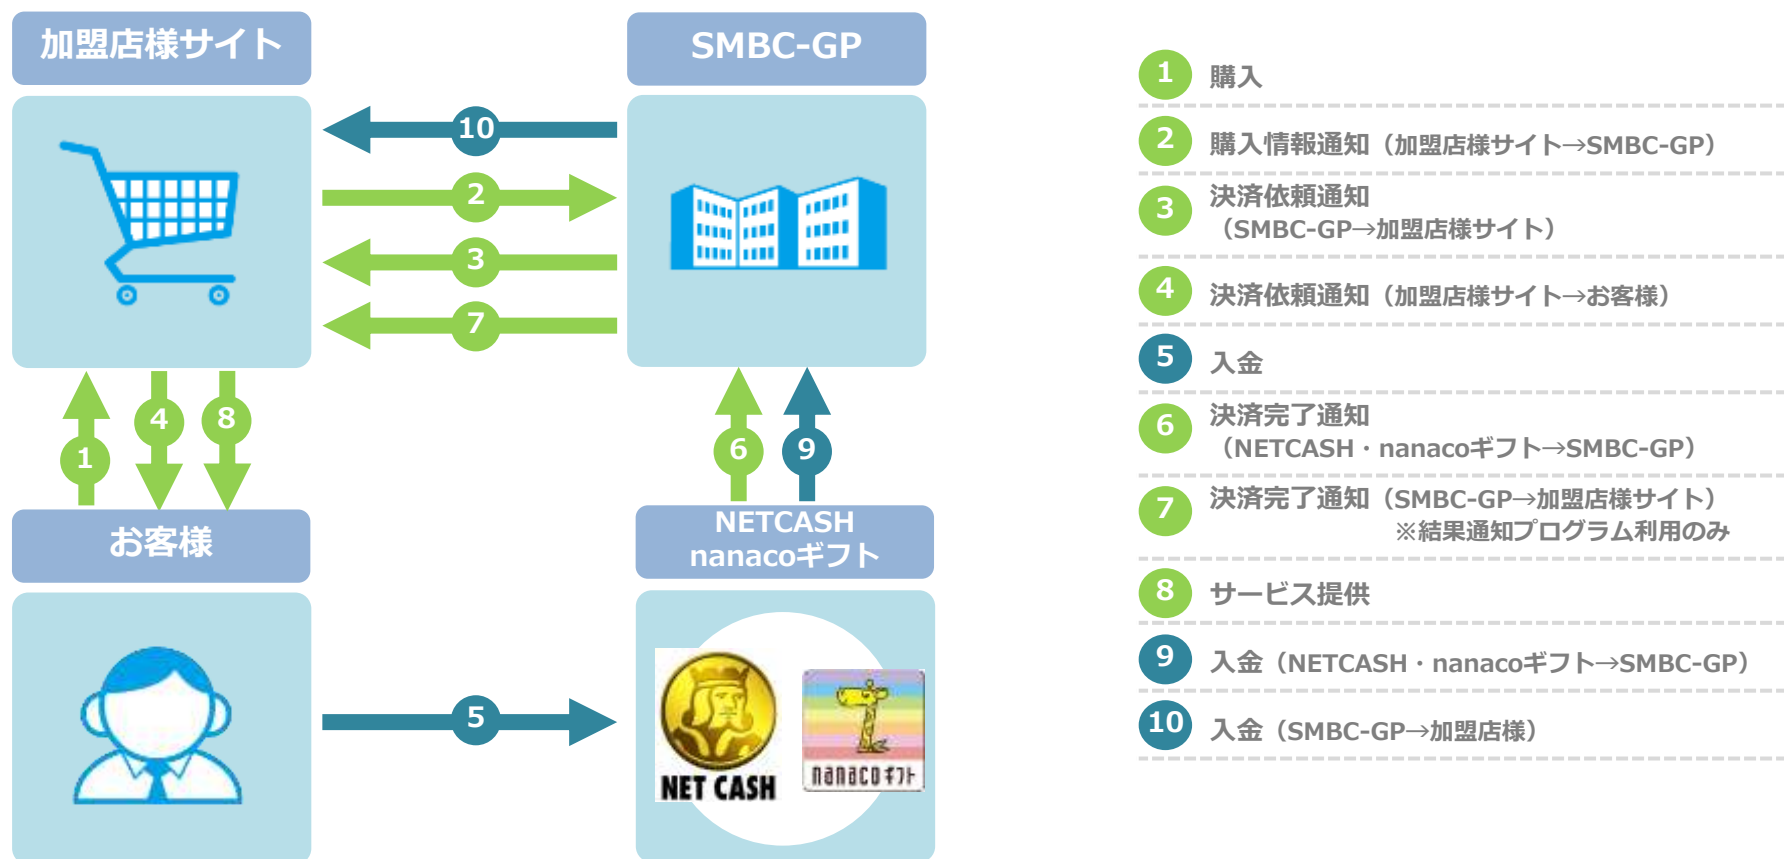 加盟店様サイト
SMBC-GP
10
2
3
7
1
4
8
6
9
お客様
NETCASH
nanacoギフト
5
NET CASH
nanacoギフト
1 購入
2 購入情報通知（加盟店様サイト→SMBC-GP）
3 決済依頼通知
（SMBC-GP→加盟店様サイト）
4 決済依頼通知（加盟店様サイト→お客様）
5 入金
6 決済完了通知
（NETCASH・nanacoギフト→SMBC-GP）
7 決済完了通知（SMBC-GP→加盟店様サイト）
※結果通知プログラム利用のみ
8 サービス提供
9 入金（NETCASH・nanacoギフト→SMBC-GP）
10 入金（SMBC-GP→加盟店様）